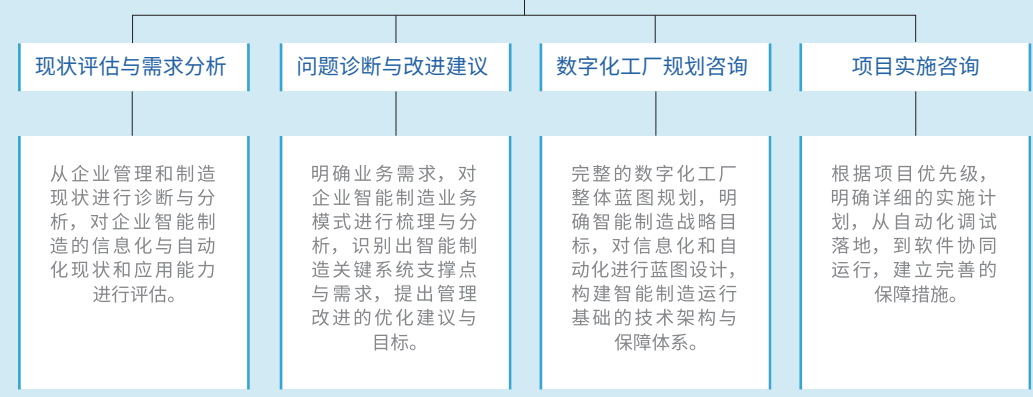 现状评估与需求分析
问题诊断与改进建议
数字化工厂规划咨询
项目实施咨询
从企业管理和制造
现状进行诊断与分
析，对企业智能制
造的信息化与自动
化现状和应用能力
进行评估。
明确业务需求，对
企业智能制造业务
模式进行梳理与分
析，识别出智能制
造关键系统支撑点
与需求，提出管理
改进的优化建议与
目标。
完整的数字化工厂
整体蓝图规划，明
确智能制造战略目
标，对信息化和自
动化进行蓝图设计，
构建智能制造运行
基础的技术架构与
保障体系。
根据项目优先级，
明确详细的实施计
划，从自动化调试
落地，到软件协同
运行，建立完善的
保障措施。